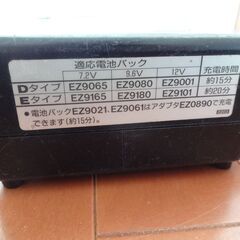 適応電池パック 充電時間
7.2V 9.6V 12V
Dタイプ EZ9065 EZ9080 EZ9001 約15分
Eタイプ EZ9165 EZ9180 EZ9101 約20分
●電池パックEZ9021、EZ9061はアダプタEZ0890で充電
できます(約15分)。